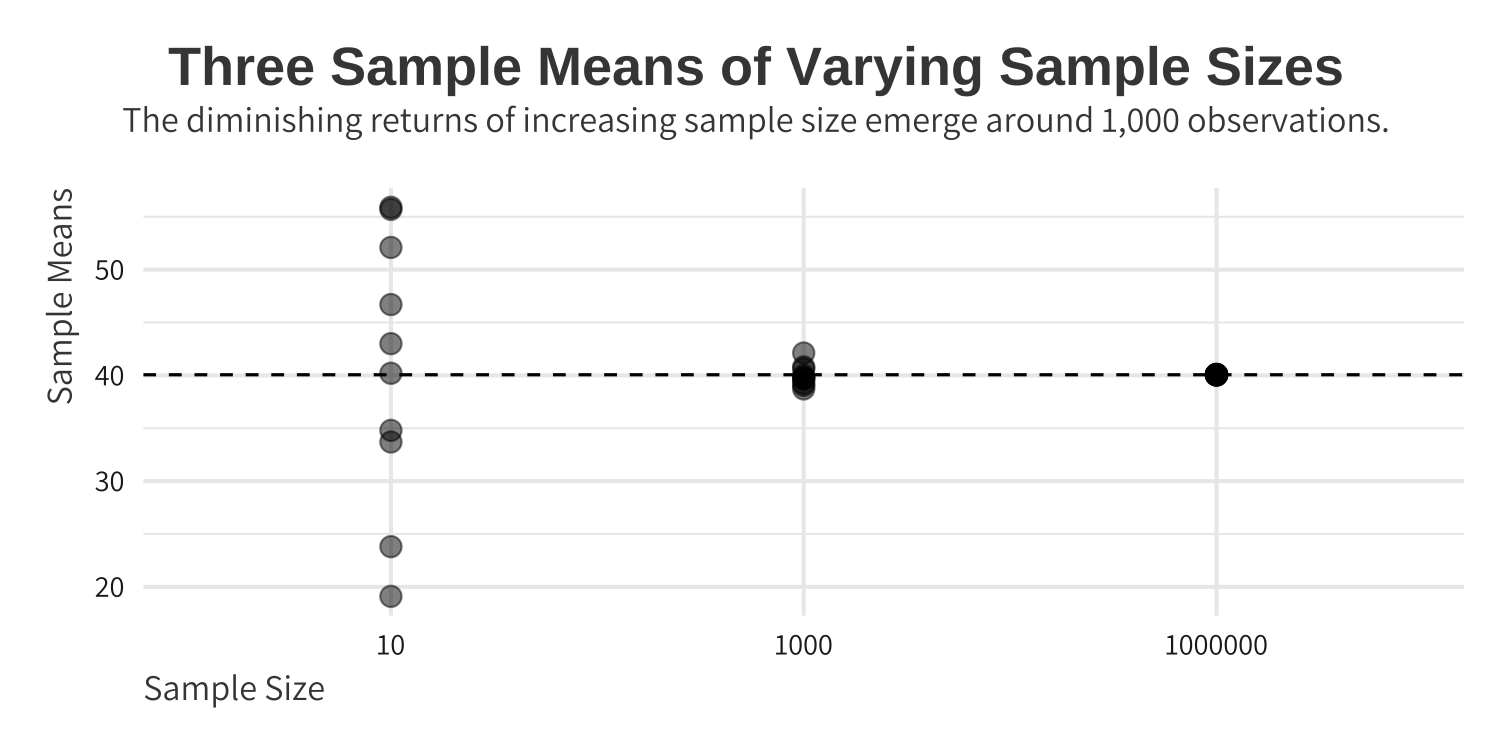 Three Sample Means of Varying Sample Sizes
The diminishing returns of increasing sample size emerge around 1,000 observations.
Sample Means
50
40
30
20
10
1000
1000000
Sample Size